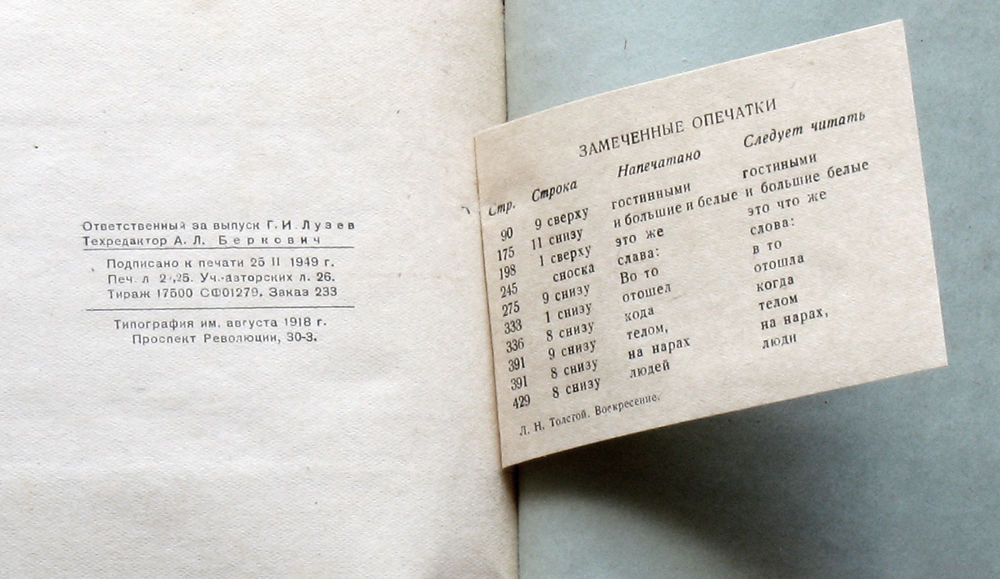 Ответственный за выпуск Г. И. Лузев
Техредактор А. Л. Беркович
Подписано к печати 25 II 1949 г.
Печ. л Уч.-авторских л. 26.
Тираж 17500 СФ01279. Заказ 233
Типография им. августа 1918 г.
Проспект Революции, 30-3.
ЗАМЕЧЕННЫЕ ОПЕЧАТКИ
Стр. Строка Напечатано Следует читать
90 9 сверху гостинными гостиными
175 11 снизу и большие и белые и большие белые
198 1 сверху это же это что же
245 сноска слава: слова:
275 9 снизу Во то в то
333 1 снизу отошел отошла
336 8 снизу кода когда
391 9 снизу телом, телом
391 8 снизу на нарах на нарах,
429 8 снизу людей люди
Л. Н. Толстой. Воскресение.